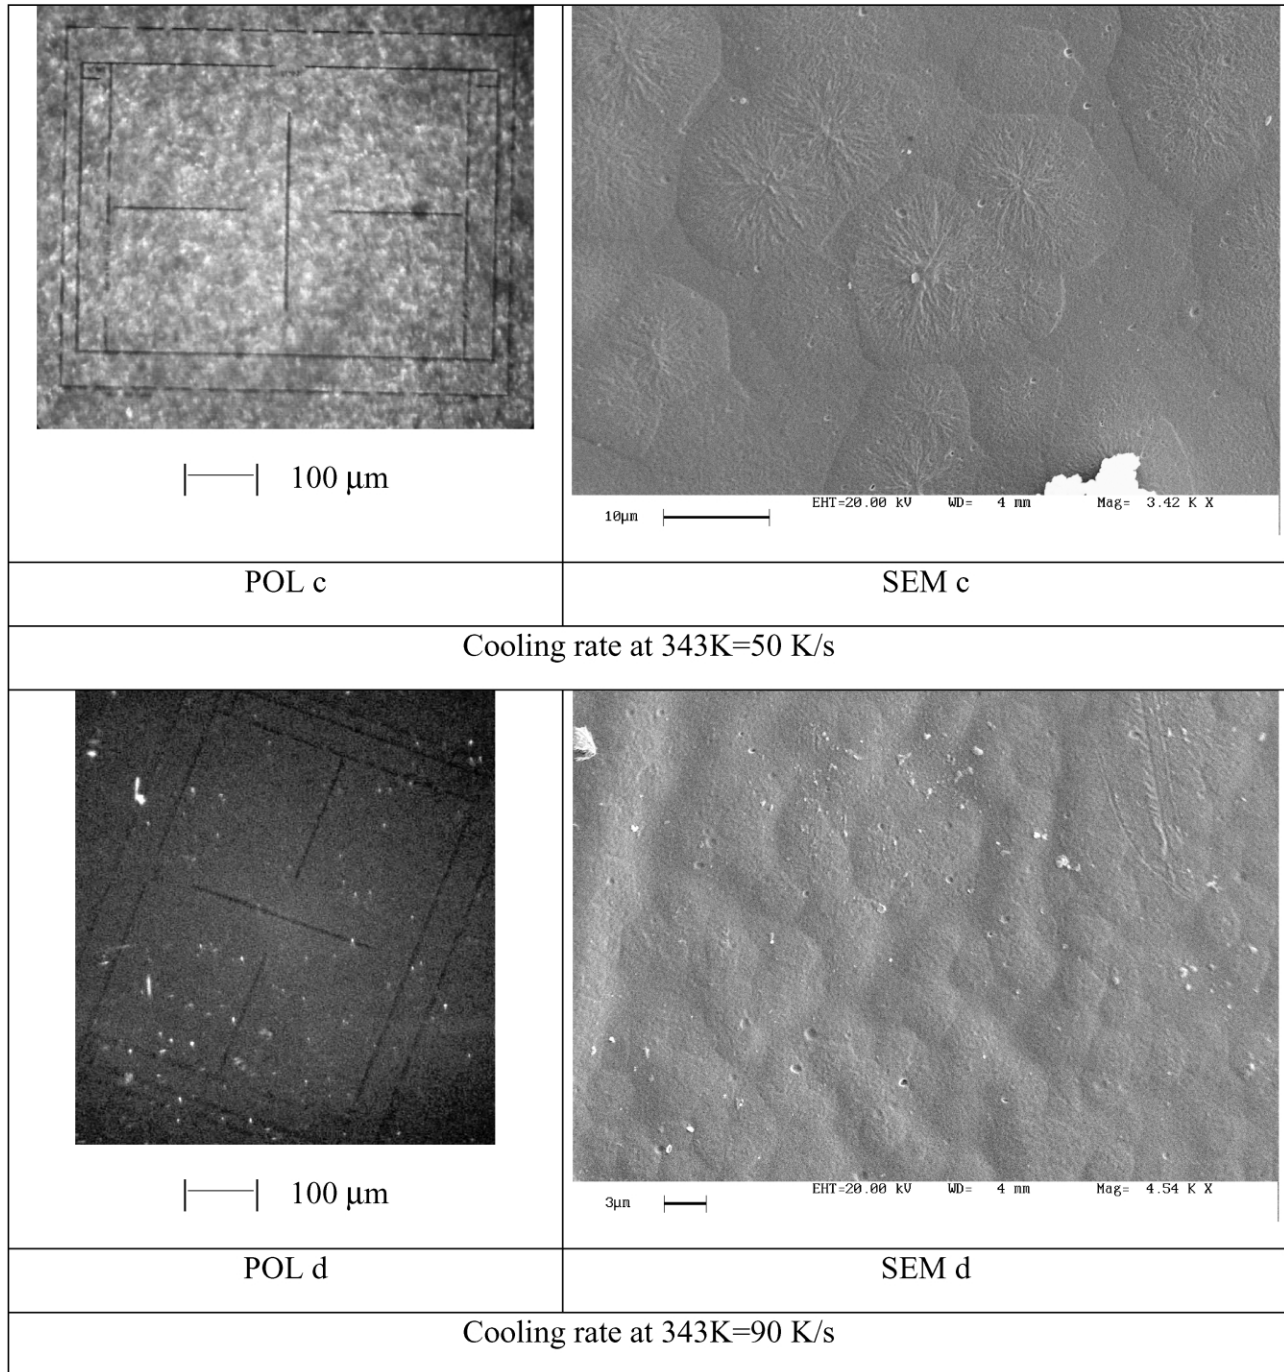 100 μm
10μm
EHT=20.00 kV WD= 4 mm Mag= 3.42 K X
POL c
SEM c
Cooling rate at 343K=50 K/s
100 μm
3μm
EHT=20.00 kV WD= 4 mm Mag= 4.54 K X
POL d
SEM d
Cooling rate at 343K=90 K/s